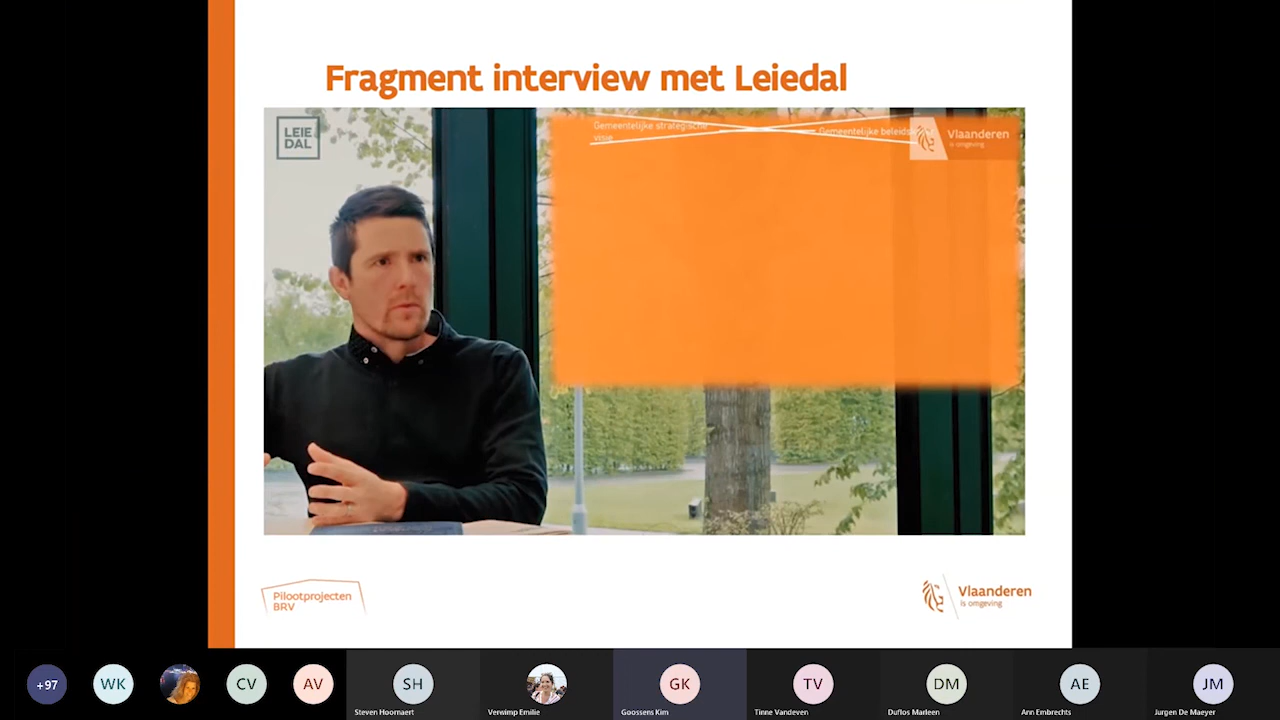 Fragment interview met Leiedal
LEIE
DAL
Gemeentelijke strategische
visie
Gemeentelijke beleids
Vlaanderen
is omgeving
Pilootprojecten
BRV
Vlaanderen
is omgeving
+97
WK
CV
AV
SH
GK
TV
DM
AE
JM
Steven Hoornaert
Verwimp Emilie
Goossens Kim
Tinne Vandeven
Duflos Marleen
Ann Embrechts
Jurgen De Maeyer